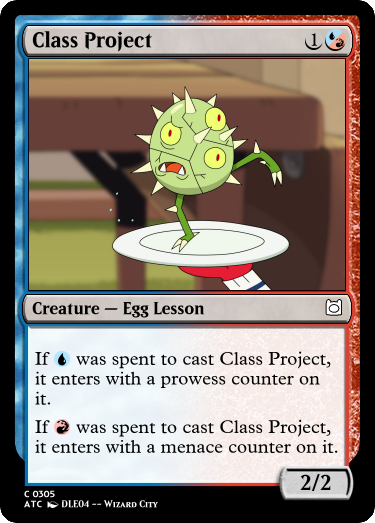 Class Project 1
Creature — Egg Lesson
If was spent to cast Class Project,
it enters with a prowess counter on
it.
If was spent to cast Class Project,
it enters with a menace counter on it.
2/2
C 0305
ATC DLE04 -- Wizard City